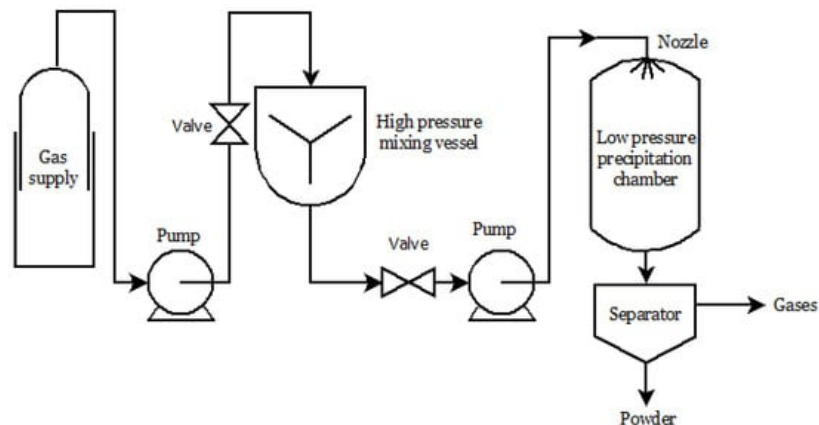 Gas
supply
Pump
Valve
High pressure
mixing vessel
Valve
Pump
Nozzle
Low pressure
precipitation
chamber
Separator
Gases
Powder